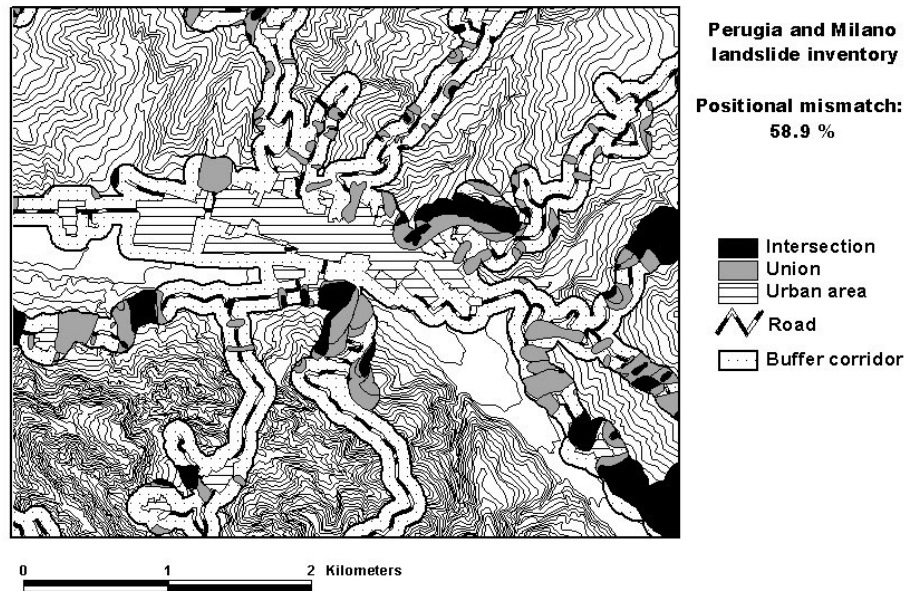 Perugia and Milano
landslide inventory
Positional mismatch:
58.9 %
Intersection
Union
Urban area
Road
Buffer corridor
0 1 2 Kilometers